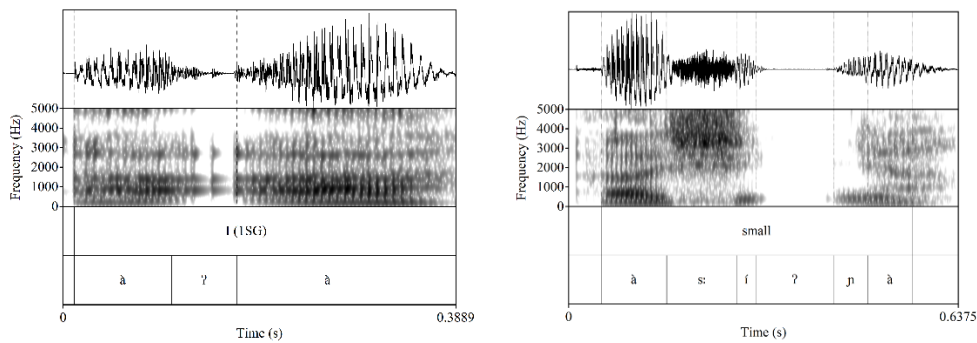 5000
4000
3000
2000
1000
0
Frequency (Hz)
I (1SG)
à ʔ à
0 0.3889
Time (s)
5000
4000
3000
2000
1000
0
Frequency (Hz)
small
à sː í ʔ ɲ à
0 0.6375
Time (s)